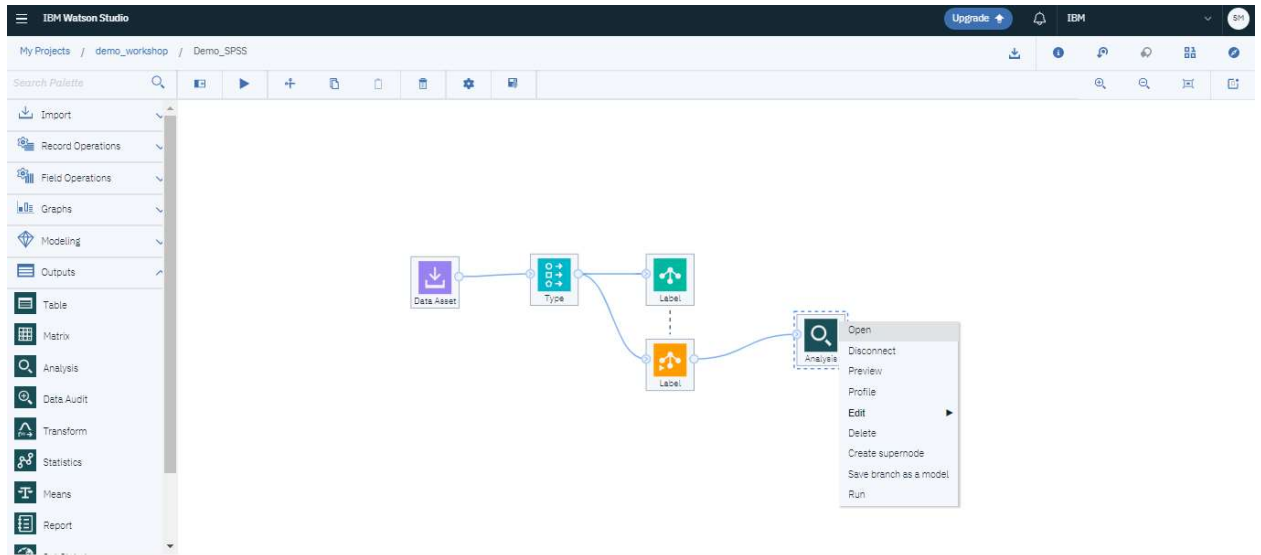 IBM Watson Studio
Upgrade
IBM
SM
My Projects / demo_workshop / Demo_SPSS
Search Palette
Import
Record Operations
Field Operations
Graphs
Modeling
Outputs
Table
Matrix
Analysis
Data Audit
Transform
Statistics
Means
Report
Data Asset
Type
Label
Label
Analysis
Open
Disconnect
Preview
Profile
Edit
Delete
Create supernode
Save branch as a model
Run